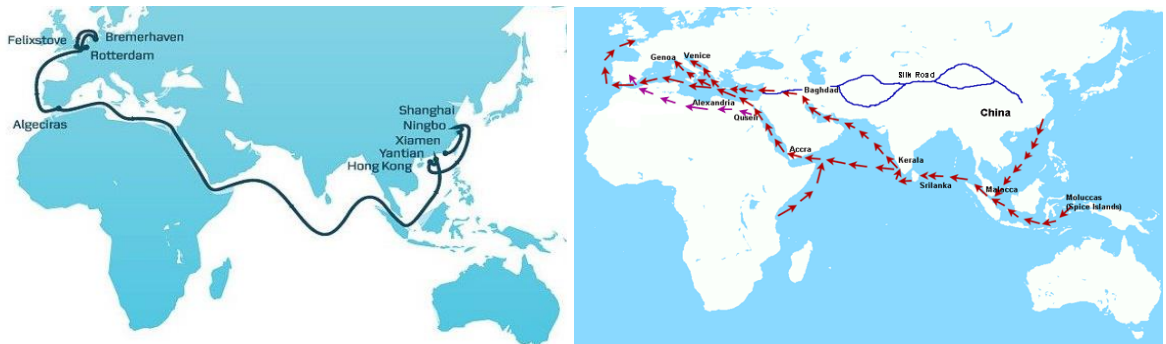 Felixstove
Bremerhaven
Rotterdam
Algeciras
Shanghai
Ningbo
Xiamen
Yantian
Hong Kong
Genoa
Venice
Silk Road
Baghdad
Alexandria
China
Quseir
Accra
Kerala
Srilanka
Malacca
Moluccas
(Spice Islands)